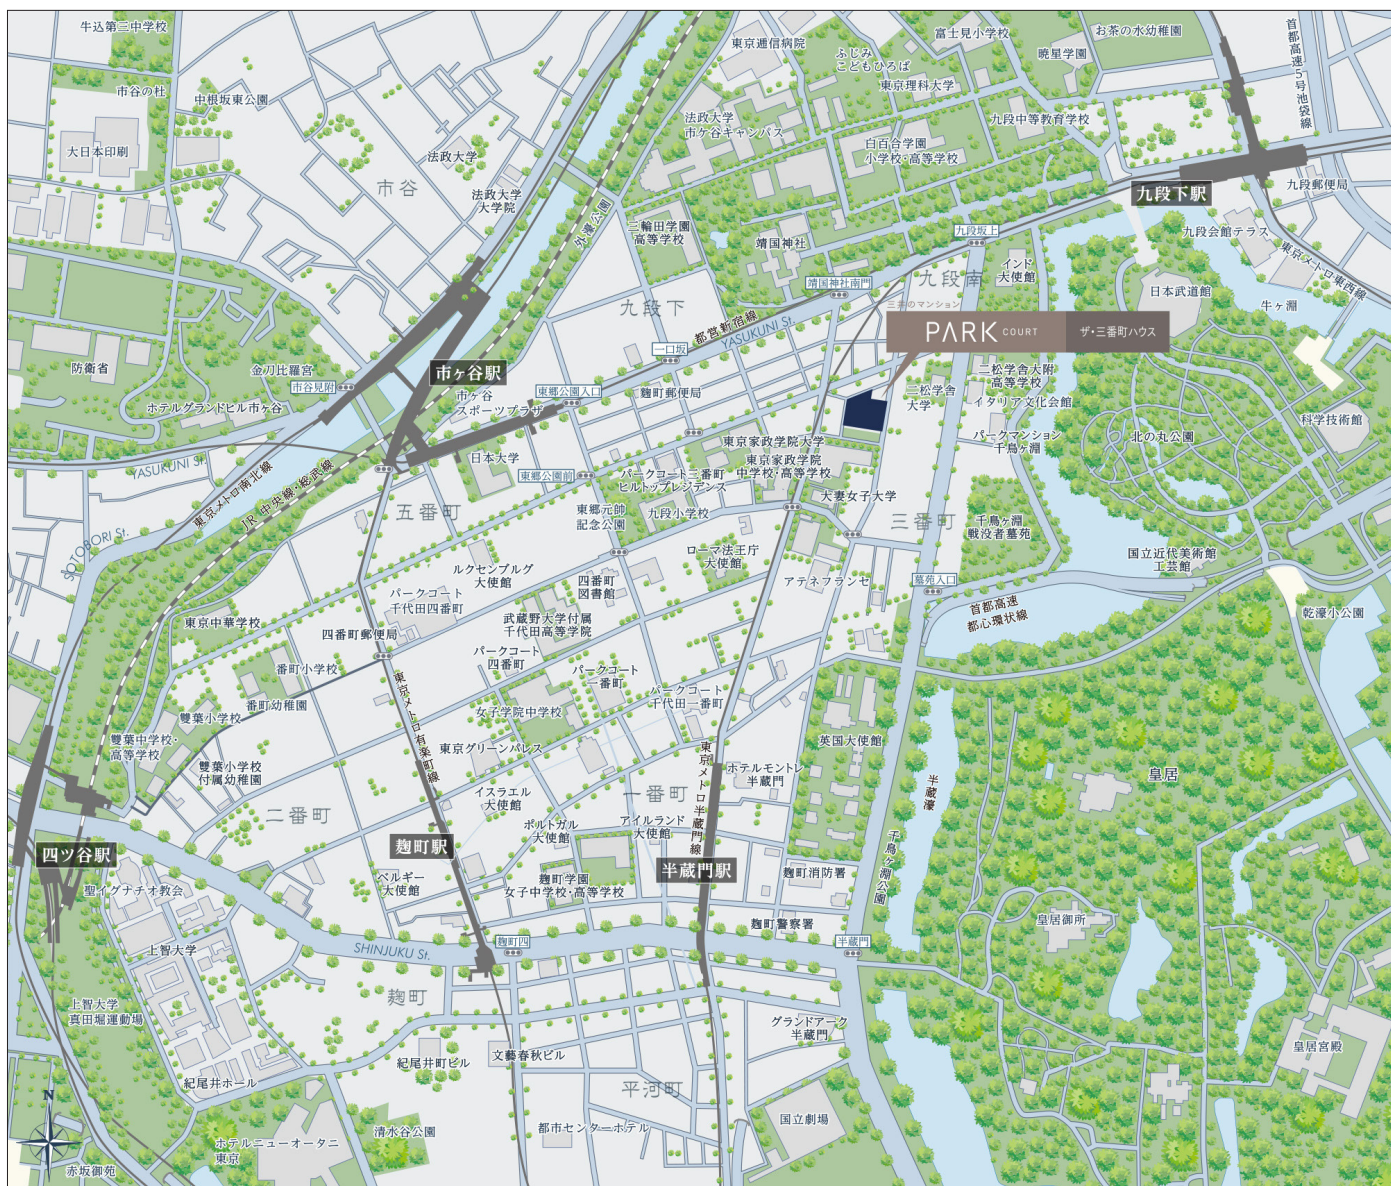 牛込第三中学校
市谷の杜
中根坂東公園
大日本印刷
法政大学
市谷
法政大学
大学院
外濠公園
東京逓信病院
ふじみ
こどもひろば
富士見小学校
お茶の水幼稚園
暁星学園
首都高速5号池袋線
東京理科大学
法政大学
市ケ谷キャンパス
九段中等教育学校
白百合学園
小学校・高等学校
九段下駅
九段郵便局
三輪田学園
高等学校
靖国神社
九段坂上
九段会館テラス
東京メトロ東西線
インド
大使館
九段南
靖国神社南門
日本武道館
牛ヶ淵
九段下
都営新宿線
YASUKUNI St.
三井のマンション
PARK COURT
ザ・三番町ハウス
一口坂
防衛省
金刀比羅宮
市谷見附
ホテルグランドヒル市ヶ谷
市ヶ谷駅
市ヶ谷
スポーツプラザ
東郷公園入口
麹町郵便局
二松学舎
大学
二松学舎大附
高等学校
イタリア文化会館
パークマンション
千鳥ヶ淵
北の丸公園
科学技術館
YASUKUNI St.
東京メトロ南北線
JR 中央線・総武線
SOTOBORI St.
日本大学
東郷公園前
東京家政学院大学
東京家政学院
中学校・高等学校
パークコート三番町
ヒルトップレジデンス
大妻女子大学
五番町
東郷元帥
記念公園
九段小学校
三番町
千鳥ヶ淵
戦没者墓苑
ルクセンブルグ
大使館
四番町
図書館
ローマ法王庁
大使館
アテネフランセ
墓苑入口
国立近代美術館
工芸館
首都高速
都心環状線
乾濠小公園
パークコート
千代田四番町
武蔵野大学付属
千代田高等学院
東京中華学校
四番町郵便局
パークコート
四番町
番町小学校
番町幼稚園
パークコート
一番町
パークコート
千代田一番町
東京メトロ有楽町線
女子学院中学校
雙葉小学校
雙葉中学校・
高等学校
雙葉小学校
付属幼稚園
東京グリーンパレス
東京メトロ半蔵門線
英国大使館
ホテルモントレ
半蔵門
半蔵濠
皇居
イスラエル
大使館
一番町
二番町
ポルトガル
大使館
アイルランド
大使館
麹町駅
四ツ谷駅
半蔵門駅
千鳥ヶ淵公園
聖イグナチオ教会
ベルギー
大使館
麹町学園
女子中学校・高等学校
麹町消防署
麹町警察署
皇居御所
上智大学
SHINJUKU St.
麹町四
半蔵門
麹町
上智大学
真田堀運動場
グランドアーク
半蔵門
皇居宮殿
紀尾井町ビル
文藝春秋ビル
紀尾井ホール
平河町
N
清水谷公園
都市センターホテル
国立劇場
ホテルニューオータニ
東京
赤坂御苑